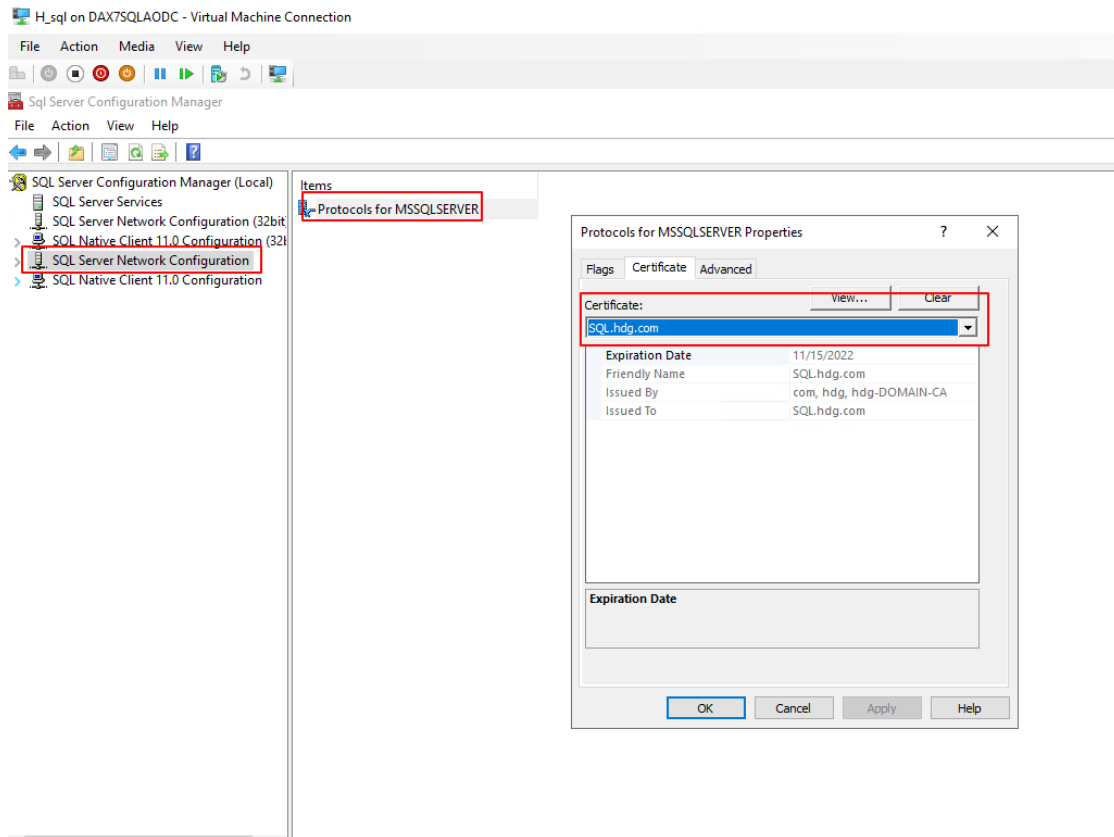 H_sql on DAX7SQLAODC - Virtual Machine Connection
File Action Media View Help
Sql Server Configuration Manager
File Action View Help
SQL Server Configuration Manager (Local)
SQL Server Services
SQL Server Network Configuration (32bit
SQL Native Client 11.0 Configuration (32b
SQL Server Network Configuration
SQL Native Client 11.0 Configuration
Items
Protocols for MSSQLSERVER
Protocols for MSSQLSERVER Properties ?
Flags Certificate Advanced
Certificate: View... Clear
SQL.hdg.com
Expiration Date 11/15/2022
Friendly Name SQL.hdg.com
Issued By com, hdg, hdg-DOMAIN-CA
Issued To SQL.hdg.com
Expiration Date
OK Cancel Apply Help